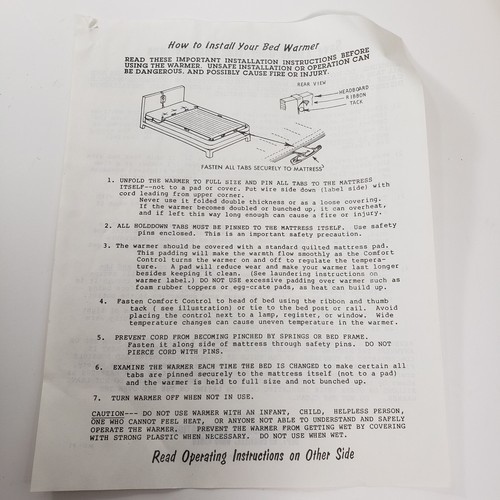 How to Install Your Bed Warmer
READ THESE IMPORTANT INSTALLATION INSTRUCTIONS BEFORE
USING THE WARMER. UNSAFE INSTALLATION OR OPERATION CAN
BE DANGEROUS, AND POSSIBLY CAUSE FIRE OR INJURY.
REAR VIEW
HEADBOARD
RIBBON
TACK
FASTEN ALL TABS SECURELY TO MATTRESS
1. UNFOLD THE WARMER TO FULL SIZE AND PIN ALL TABS TO THE MATTRESS
ITSELF--not to a pad or cover. Put wire side down (label side) with
cord leading from upper corner.
Never use it folded double thickness or as a loose covering.
If the warmer becomes doubled or bunched up, it can overheat,
and if left this way long enough can cause a fire or injury.
2. ALL HOLDDOWN TABS MUST BE PINNED TO THE MATTRESS ITSELF. Use safety
pins enclosed. This is an important safety precaution.
3. The warmer should be covered with a standard quilted mattress pad.
This padding will make the warmth flow smoothly as the Comfort
Control turns the warmer on and off to regulate the tempera-
ture. A pad will reduce wear and make your warmer last longer
besides keeping it clean. (See laundering instructions on
warmer label.) DO NOT USE excessive padding over warmer such as
foam rubber toppers or egg-crate pads, as heat can build up.
4. Fasten Comfort Control to head of bed using the ribbon and thumb
tack ( see illustration) or tie to the bed post or rail. Avoid
placing the control next to a lamp, register, or window. Wide
temperature changes can cause uneven temperature in the warmer.
5. PREVENT CORD FROM BECOMING PINCHED BY SPRINGS OR BED FRAME.
Fasten it along side of mattress through safety pins. DO NOT
PIERCE CORD WITH PINS.
6. EXAMINE THE WARMER EACH TIME THE BED IS CHANGED to make certain all
tabs are pinned securely to the mattress itself (not to a pad)
and the warmer is held to full size and not bunched up.
7. TURN WARMER OFF WHEN NOT IN USE.
CAUTION--- DO NOT USE WARMER WITH AN INFANT, CHILD, HELPLESS PERSON,
ONE WHO CANNOT FEEL HEAT, OR ANYONE NOT ABLE TO UNDERSTAND AND SAFELY
OPERATE THE WARMER. PREVENT THE WARMER FROM GETTING WET BY COVERING
WITH STRONG PLASTIC WHEN NECESSARY. DO NOT USE WHEN WET.
Read Operating Instructions on Other Side